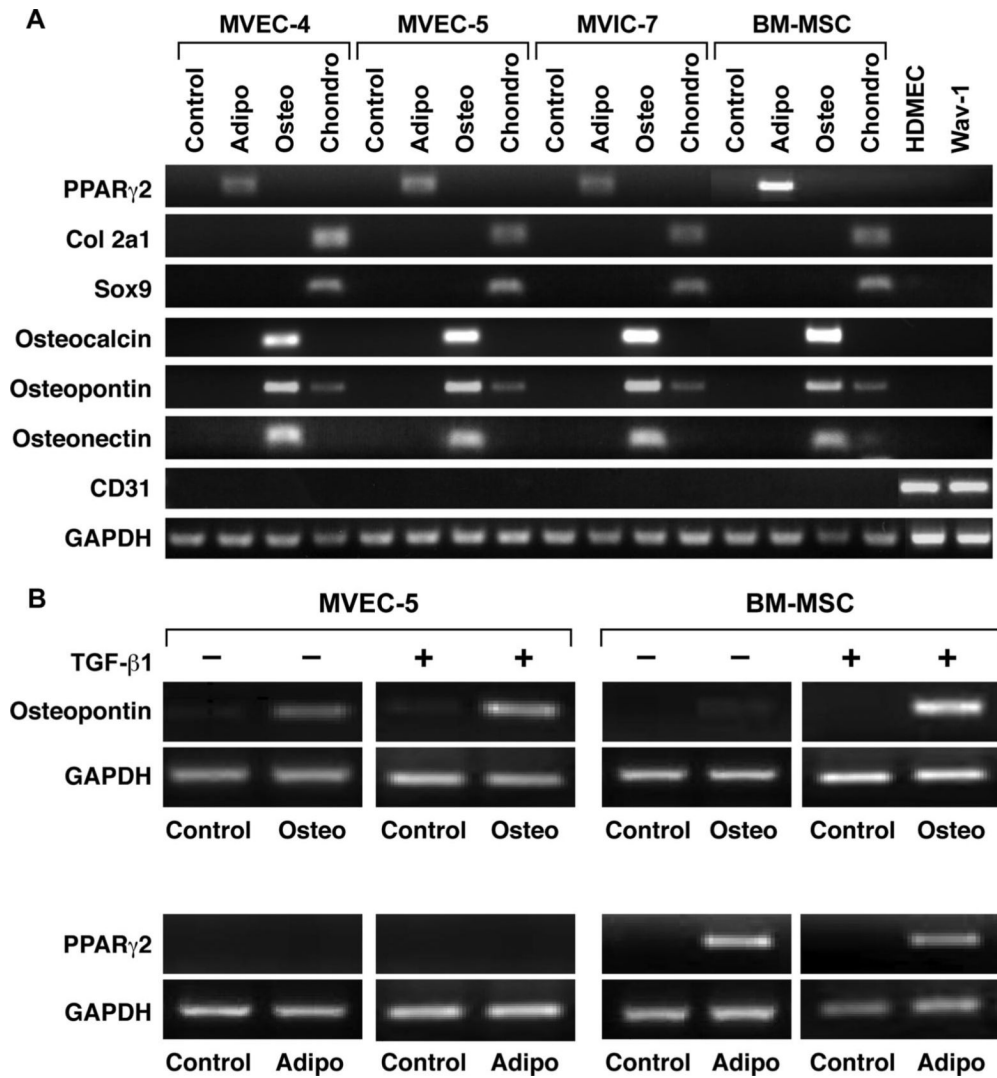 A
MVEC-4 MVEC-5 MVIC-7 BM-MSC
Control Adipo Osteo Chondro Control Adipo Osteo Chondro Control Adipo Osteo Chondro Control Adipo Osteo Chondro HDMEC Wav-1
PPARγ2
Col 2a1
Sox9
Osteocalcin
Osteopontin
Osteonectin
CD31
GAPDH
B
MVEC-5 BM-MSC
TGF-β1 − − + + − − + +
Osteopontin
GAPDH
Control Osteo Control Osteo Control Osteo Control Osteo
PPARγ2
GAPDH
Control Adipo Control Adipo Control Adipo Control Adipo